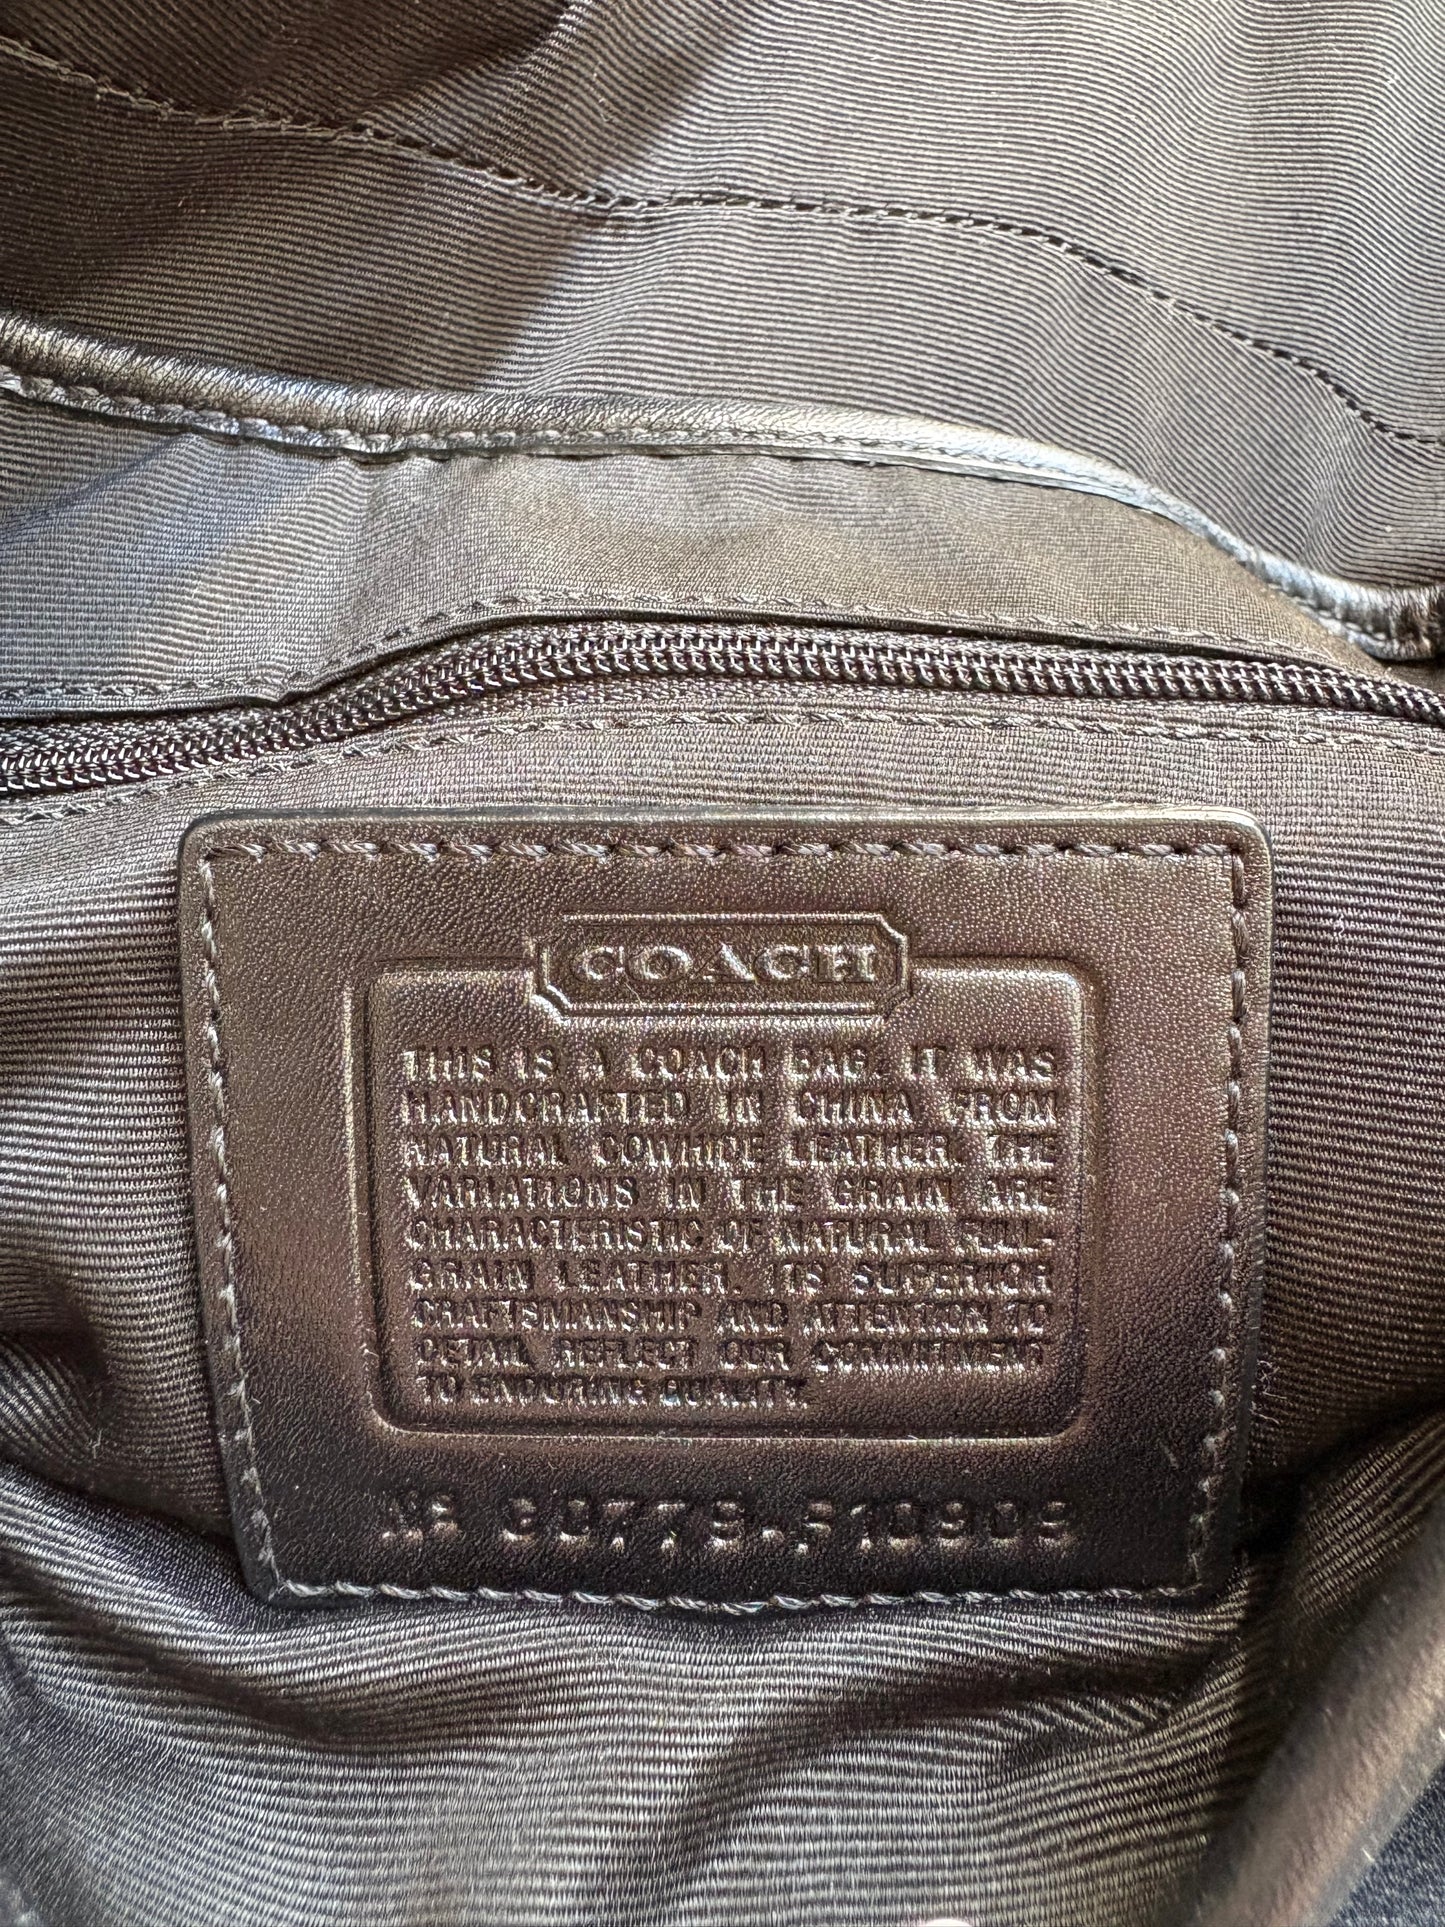 COACH
THIS IS A COACH BAG. IT WAS
HANDCRAFTED IN CHINA FROM
NATURAL COWHIDE LEATHER. THE
VARIATIONS IN THE GRAIN ARE
CHARACTERISTIC OF NATURAL FULL-
GRAIN LEATHER. ITS SUPERIOR
CRAFTSMANSHIP AND ATTENTION TO
DETAIL REFLECT OUR COMMITMENT
TO ENDURING QUALITY.